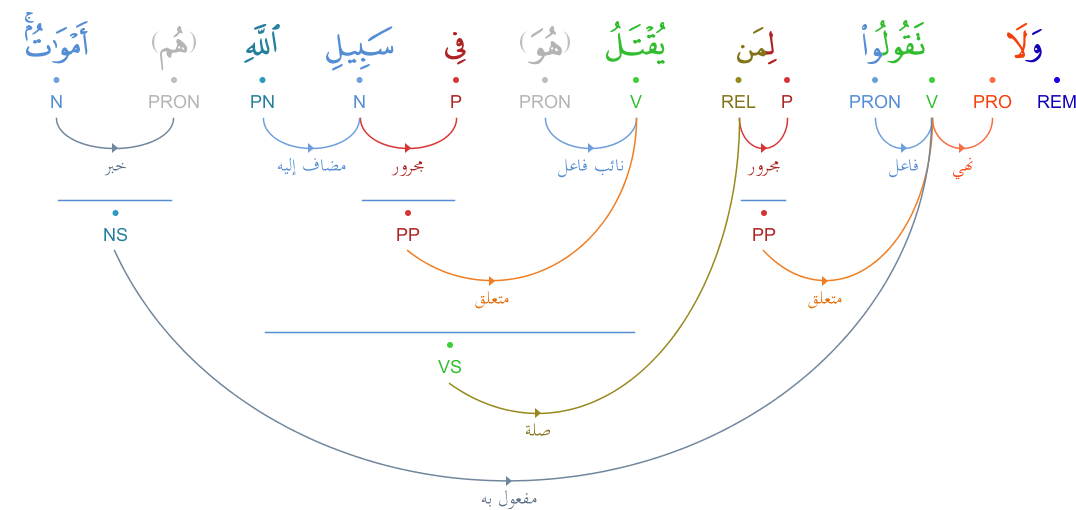 وَلَا تَقُولُوا۟ لِمَن يُقْتَلُ (هُوَ) فِى سَبِيلِ ٱللَّهِ (هُم) أَمْوَٰتٌۢ ۚ
REM PRO V PRON P REL V PRON P N PN PRON N
نهي فاعل مجرور نائب فاعل مجرور مضاف إليه خبر
PP PP NS
متعلق متعلق
VS
صلة
مفعول به